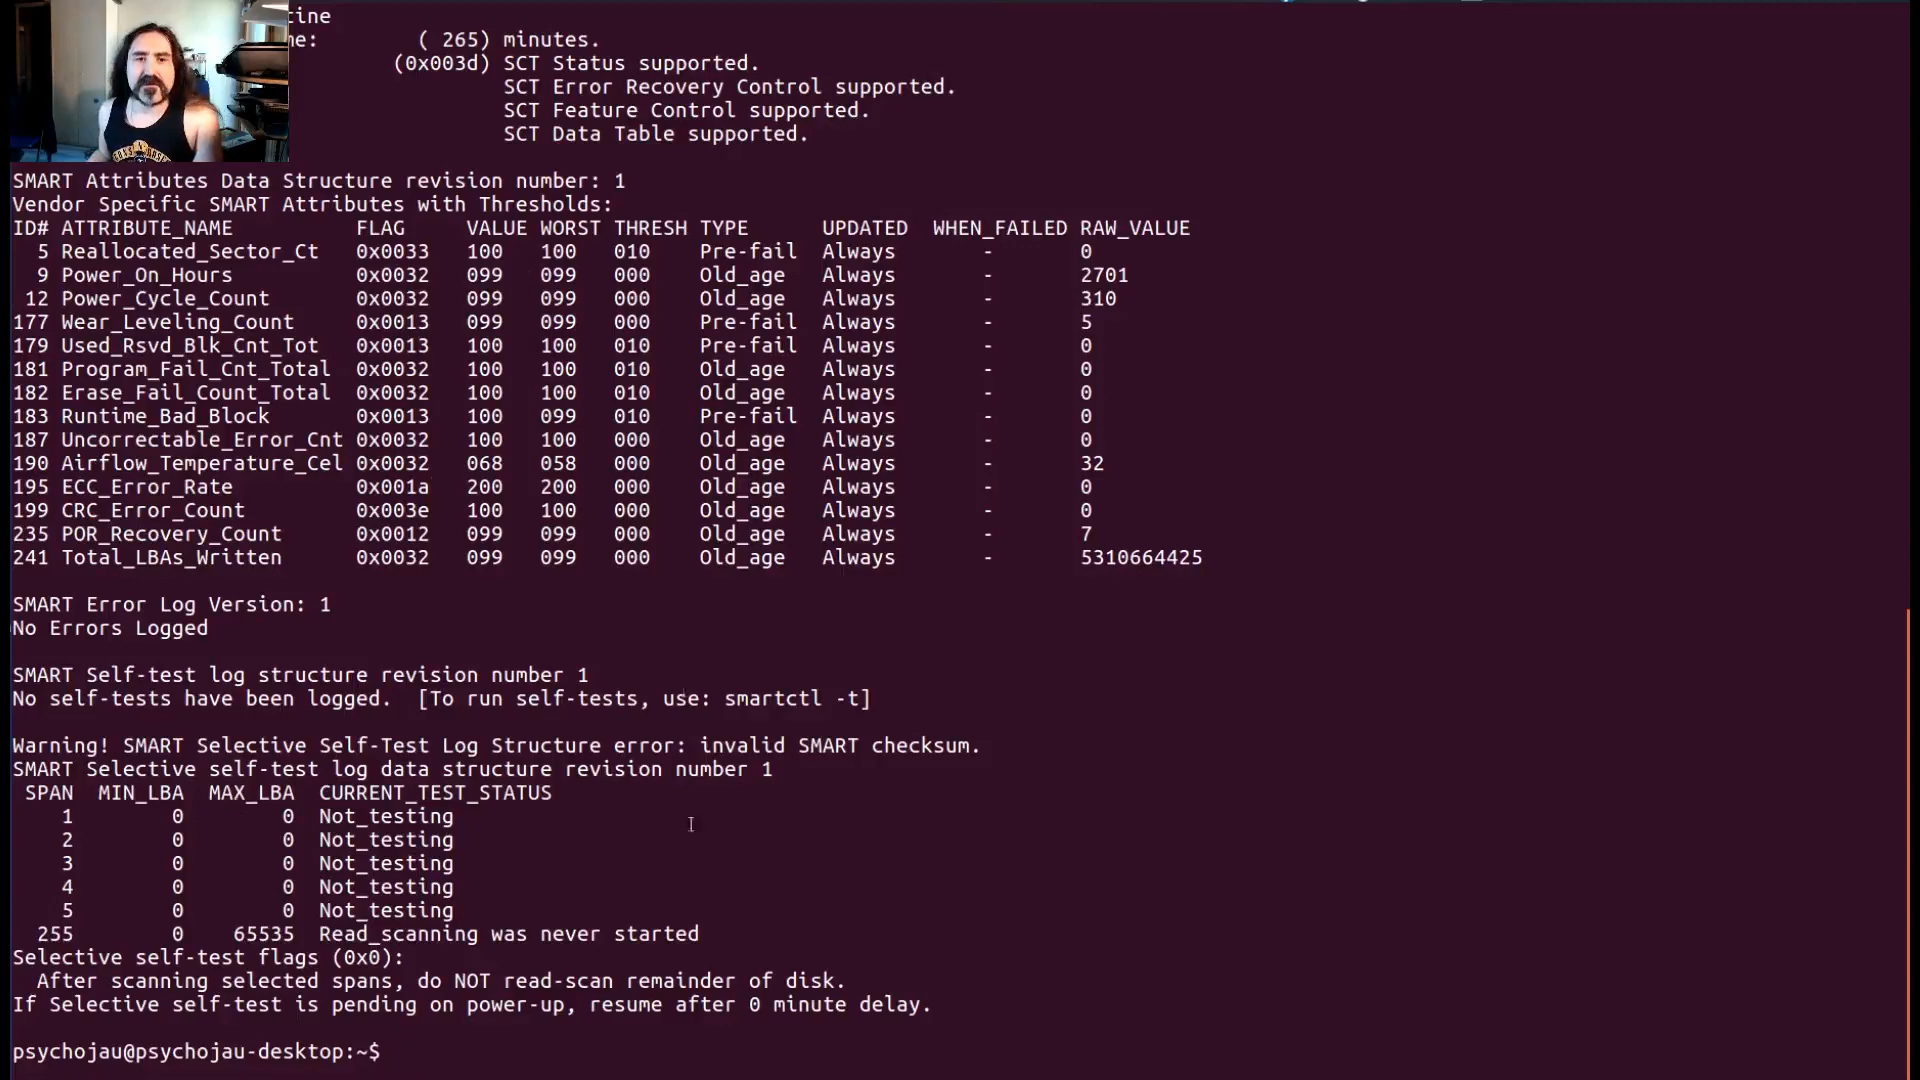 tine
me:        ( 265) minutes.
(0x003d) SCT Status supported.
SCT Error Recovery Control supported.
SCT Feature Control supported.
SCT Data Table supported.
SMART Attributes Data Structure revision number: 1
Vendor Specific SMART Attributes with Thresholds:
ID# ATTRIBUTE_NAME          FLAG     VALUE WORST THRESH TYPE      UPDATED  WHEN_FAILED RAW_VALUE
  5 Reallocated_Sector_Ct   0x0033   100   100   010    Pre-fail  Always       -       0
  9 Power_On_Hours          0x0032   099   099   000    Old_age   Always       -       2701
 12 Power_Cycle_Count       0x0032   099   099   000    Old_age   Always       -       310
177 Wear_Leveling_Count     0x0013   099   099   000    Pre-fail  Always       -       5
179 Used_Rsvd_Blk_Cnt_Tot   0x0013   100   100   010    Pre-fail  Always       -       0
181 Program_Fail_Cnt_Total  0x0032   100   100   010    Old_age   Always       -       0
182 Erase_Fail_Count_Total  0x0032   100   100   010    Old_age   Always       -       0
183 Runtime_Bad_Block       0x0013   100   099   010    Pre-fail  Always       -       0
187 Uncorrectable_Error_Cnt 0x0032   100   100   000    Old_age   Always       -       0
190 Airflow_Temperature_Cel 0x0032   068   058   000    Old_age   Always       -       32
195 ECC_Error_Rate          0x001a   200   200   000    Old_age   Always       -       0
199 CRC_Error_Count         0x003e   100   100   000    Old_age   Always       -       0
235 POR_Recovery_Count      0x0012   099   099   000    Old_age   Always       -       7
241 Total_LBAs_Written      0x0032   099   099   000    Old_age   Always       -       5310664425
SMART Error Log Version: 1
No Errors Logged
SMART Self-test log structure revision number 1
No self-tests have been logged.  [To run self-tests, use: smartctl -t]
Warning! SMART Selective Self-Test Log Structure error: invalid SMART checksum.
SMART Selective self-test log data structure revision number 1
 SPAN  MIN_LBA  MAX_LBA  CURRENT_TEST_STATUS
    1        0        0  Not_testing
    2        0        0  Not_testing
    3        0        0  Not_testing
    4        0        0  Not_testing
    5        0        0  Not_testing
  255        0    65535  Read_scanning was never started
Selective self-test flags (0x0):
  After scanning selected spans, do NOT read-scan remainder of disk.
If Selective self-test is pending on power-up, resume after 0 minute delay.
psychojau@psychojau-desktop:~$